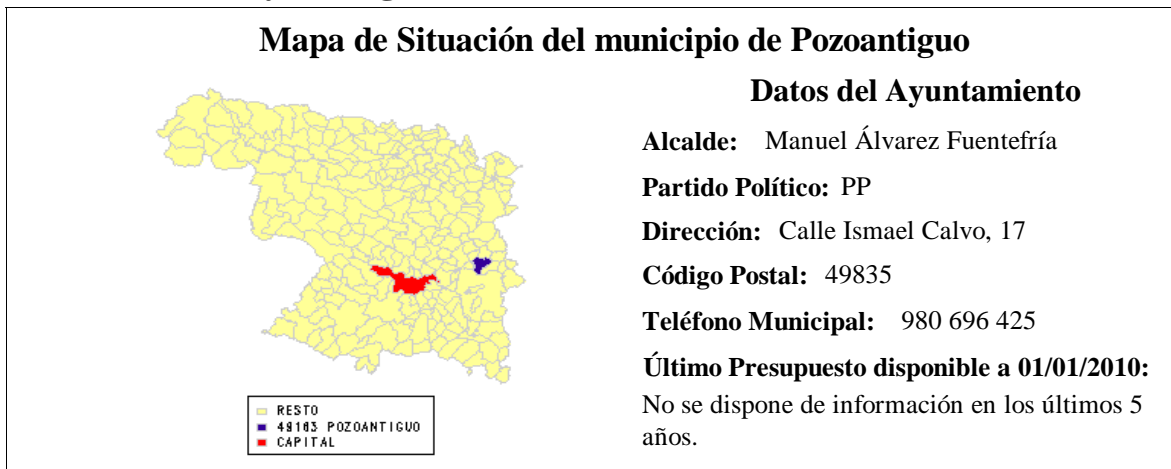 Mapa de Situación del municipio de Pozoantiguo
Datos del Ayuntamiento
Alcalde: Manuel Álvarez Fuentefría
Partido Político: PP
Dirección: Calle Ismael Calvo, 17
Código Postal: 49835
Teléfono Municipal: 980 696 425
Último Presupuesto disponible a 01/01/2010:
No se dispone de información en los últimos 5
años.
RESTO
49163 POZOANTIGUO
CAPITAL